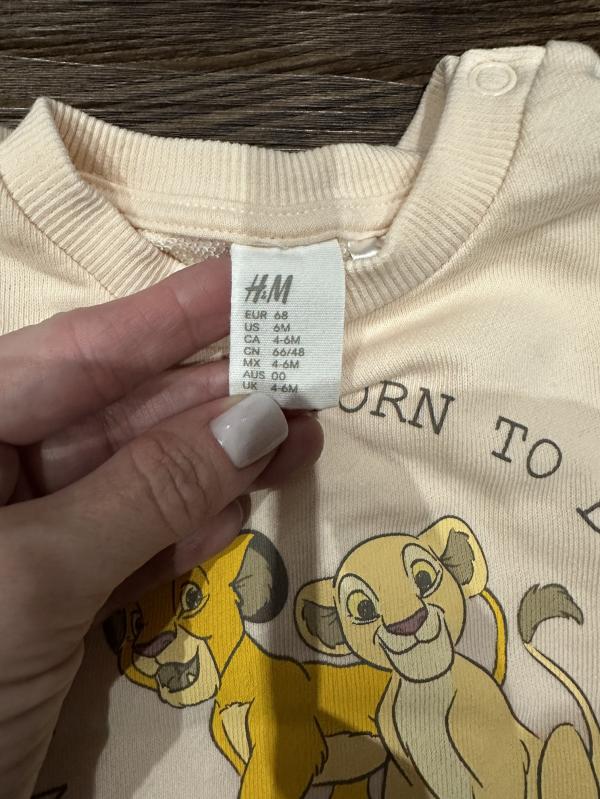 H&M
EUR 68
US 6M
CA 4-6M
CN 66/48
MX 4-6M
AUS 00
UK 4-6M
ORN TO